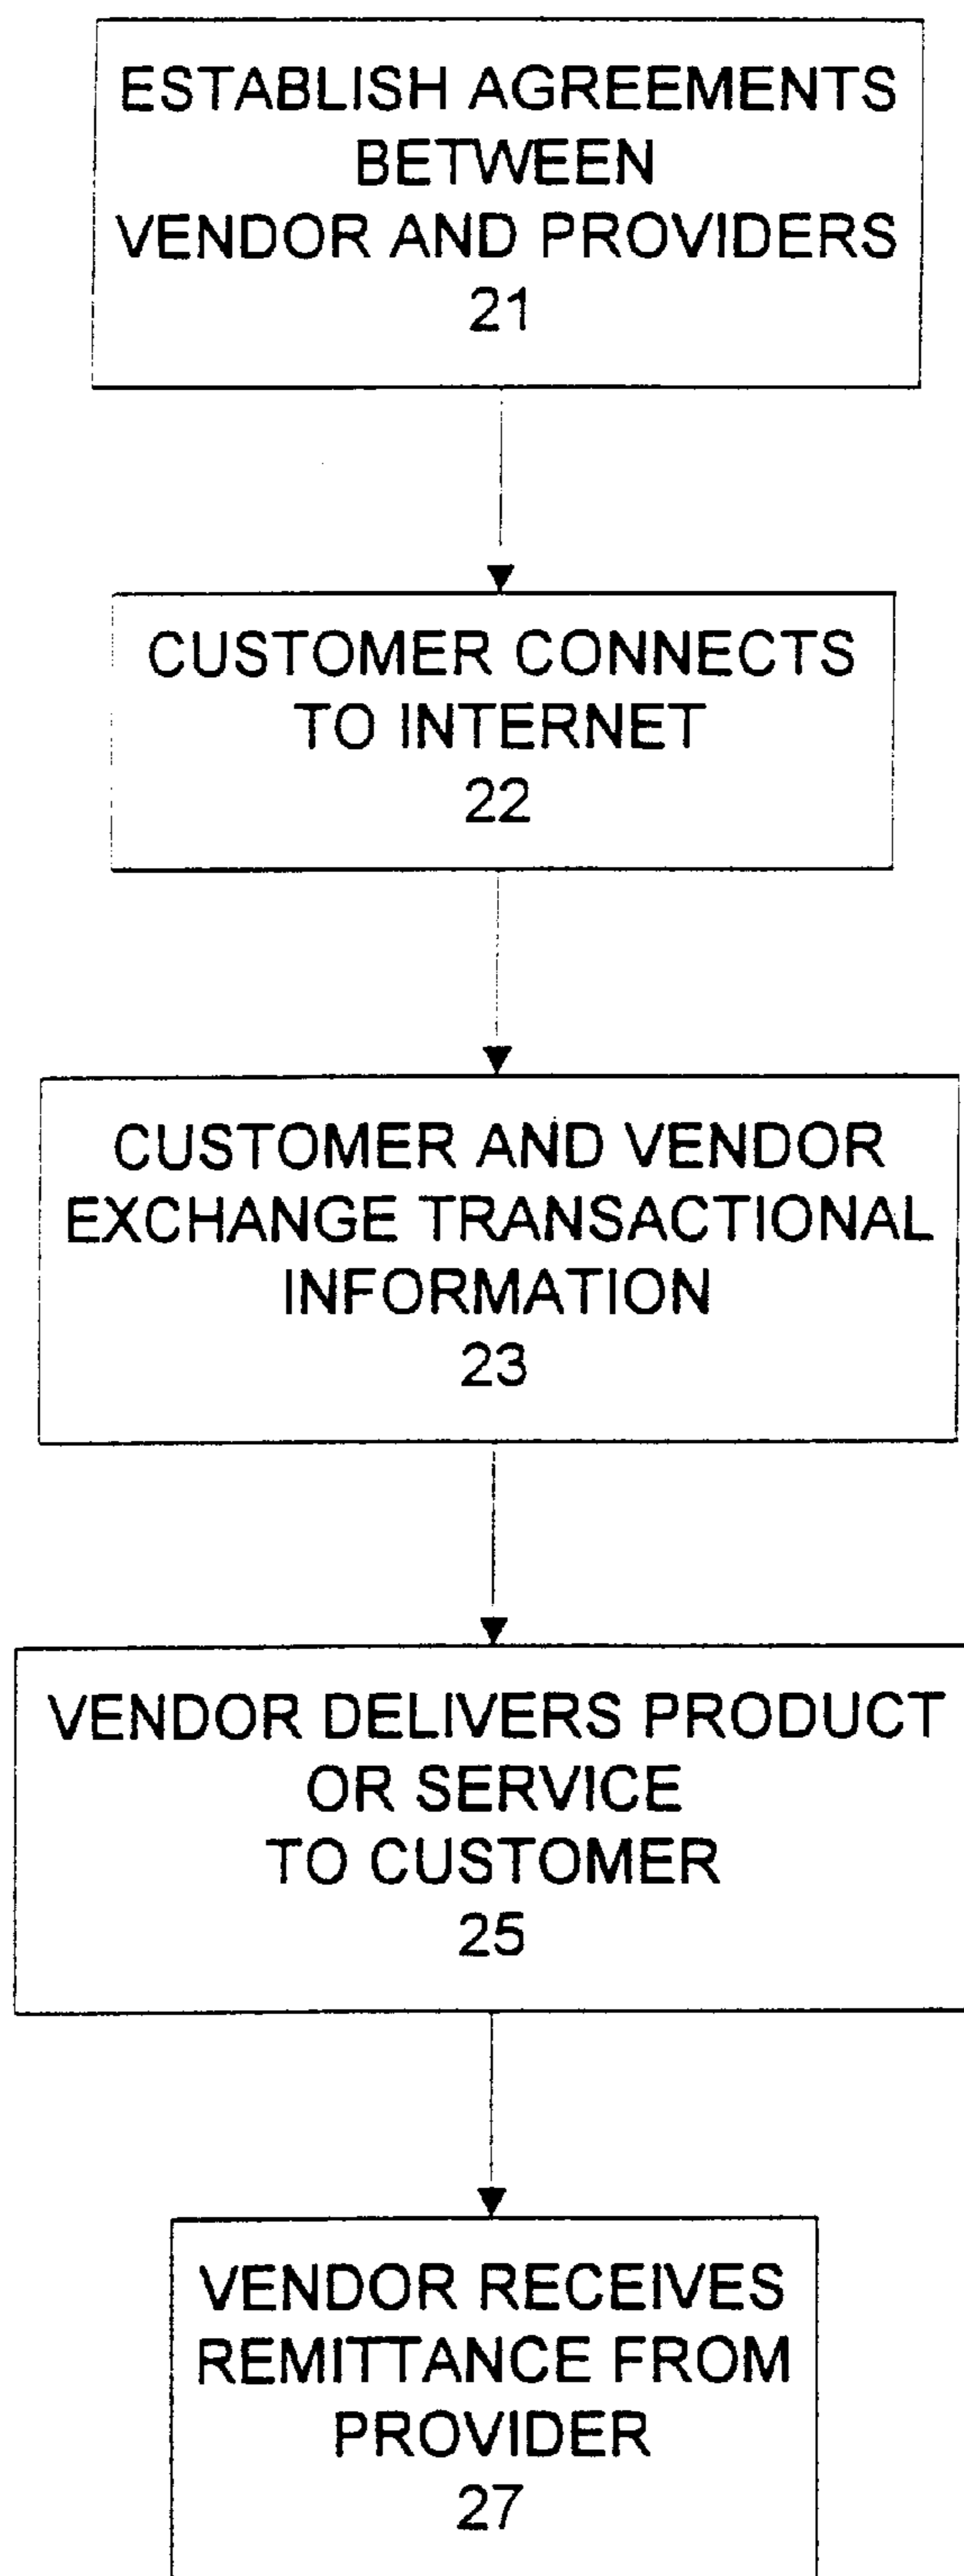 ESTABLISH AGREEMENTS
BETWEEN
VENDOR AND PROVIDERS
21
CUSTOMER CONNECTS
TO INTERNET
22
CUSTOMER AND VENDOR
EXCHANGE TRANSACTIONAL
INFORMATION
23
VENDOR DELIVERS PRODUCT
OR SERVICE
TO CUSTOMER
25
VENDOR RECEIVES
REMITTANCE FROM
PROVIDER
27